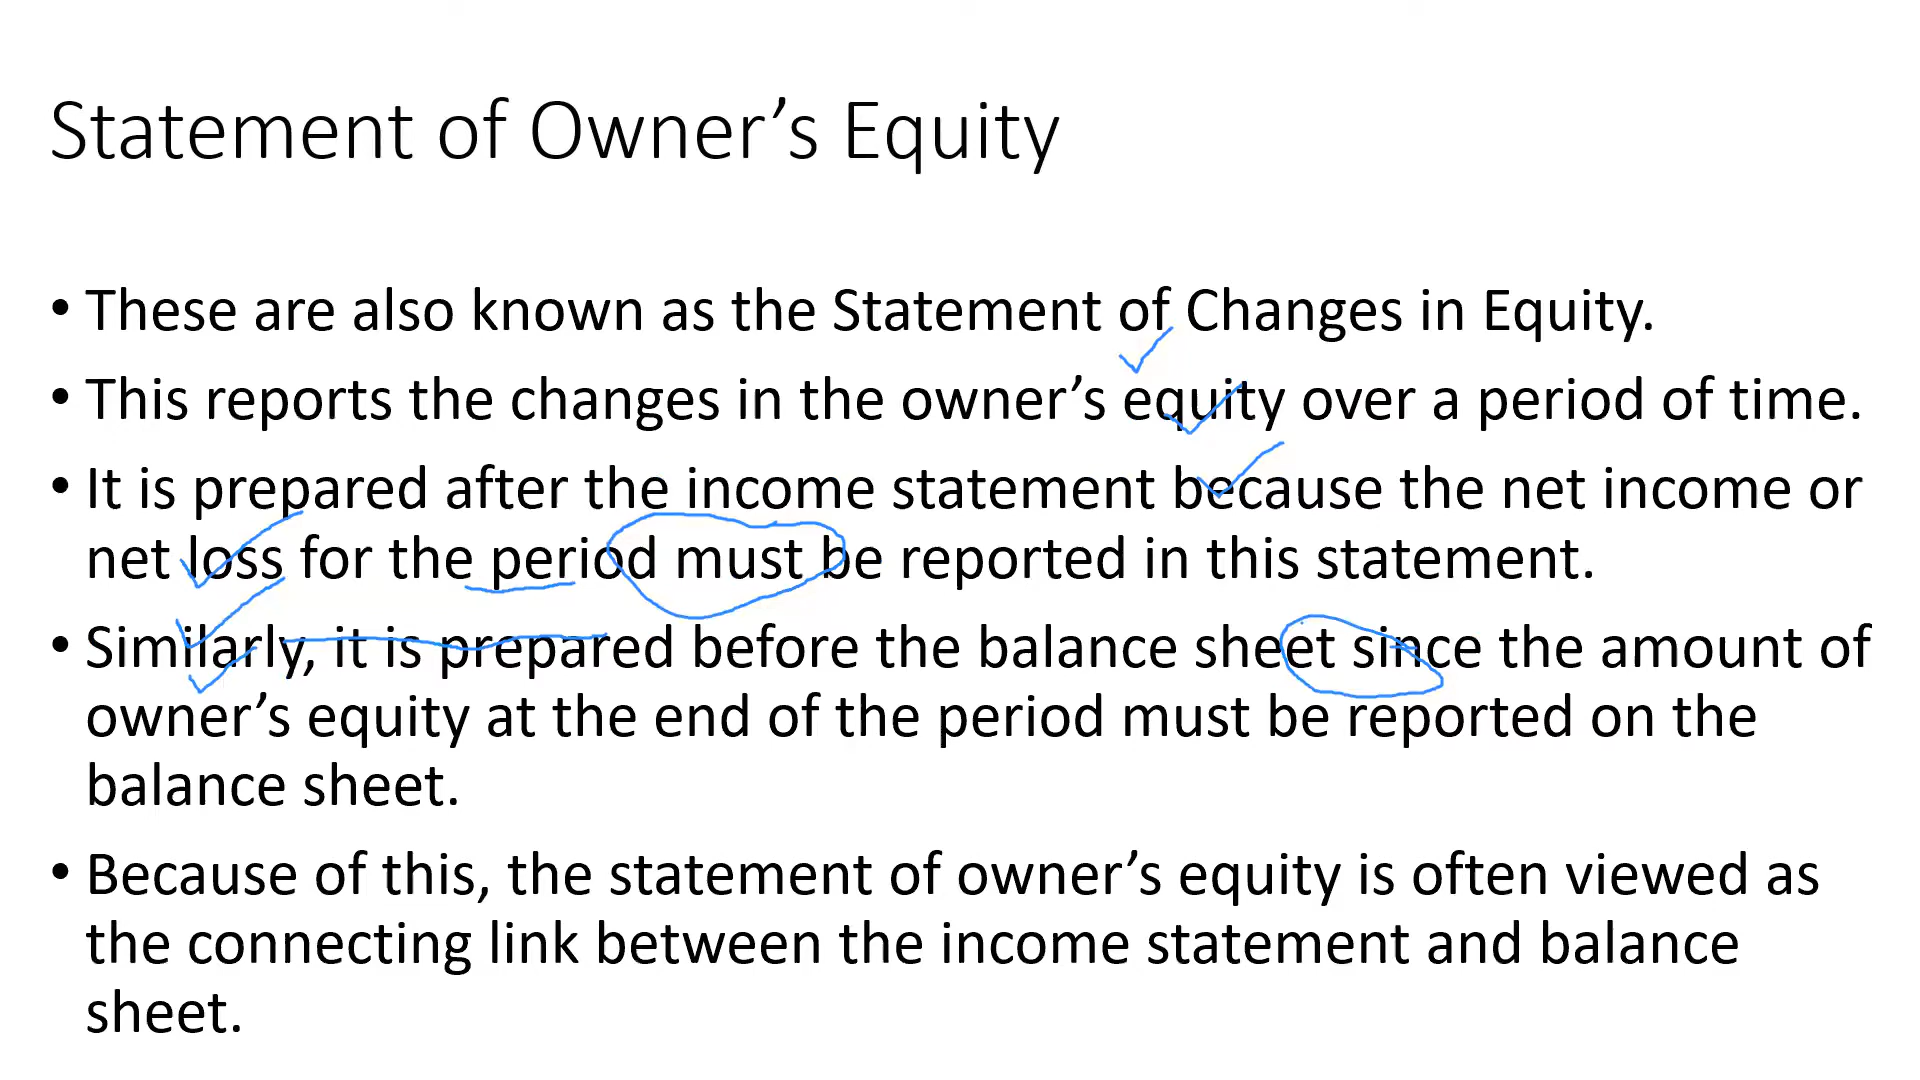 Statement of Owner’s Equity
• These are also known as the Statement of Changes in Equity.
• This reports the changes in the owner’s equity over a period of time.
• It is prepared after the income statement because the net income or
net loss for the period must be reported in this statement.
• Similarly, it is prepared before the balance sheet since the amount of
owner’s equity at the end of the period must be reported on the
balance sheet.
• Because of this, the statement of owner’s equity is often viewed as
the connecting link between the income statement and balance
sheet.